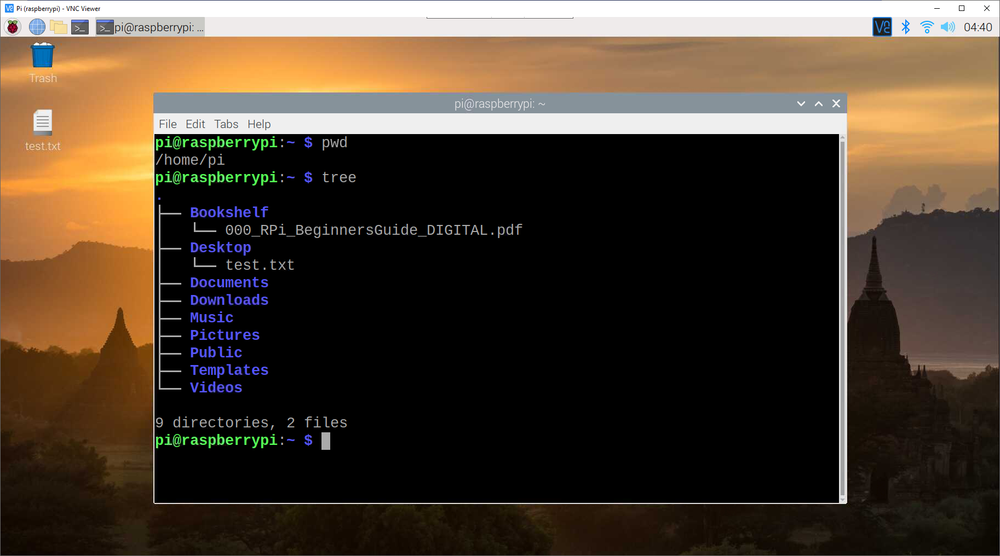 Pi (raspberrypi) - VNC Viewer
pi@raspberrypi: ...
04:40
Trash
test.txt
pi@raspberrypi: ~
File Edit Tabs Help
pi@raspberrypi:~ $ pwd
/home/pi
pi@raspberrypi:~ $ tree
.
├── Bookshelf
│   └── 000_RPi_BeginnersGuide_DIGITAL.pdf
├── Desktop
│   └── test.txt
├── Documents
├── Downloads
├── Music
├── Pictures
├── Public
├── Templates
└── Videos
9 directories, 2 files
pi@raspberrypi:~ $